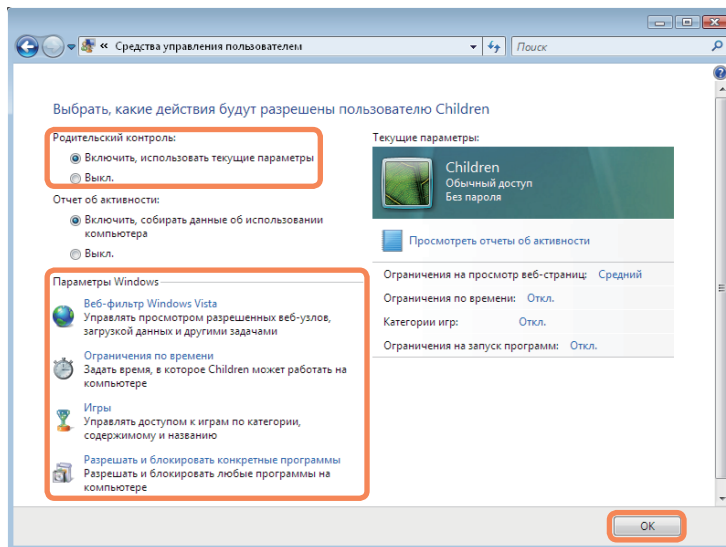 « Средства управления пользователем
Поиск
Выбрать, какие действия будут разрешены пользователю Children
Родительский контроль:
Включить, использовать текущие параметры
Выкл.
Отчет об активности:
Включить, собирать данные об использовании
компьютера
Выкл.
Параметры Windows
Веб-фильтр Windows Vista
Управлять просмотром разрешенных веб-узлов,
загрузкой данных и другими задачами
Ограничения по времени
Задать время, в которое Children может работать на
компьютере
Игры
Управлять доступом к играм по категории,
содержимому и названию
Разрешать и блокировать конкретные программы
Разрешать и блокировать любые программы на
компьютере
Текущие параметры:
Children
Обычный доступ
Без пароля
Просмотреть отчеты об активности
Ограничения на просмотр веб-страниц: Средний
Ограничения по времени: Откл.
Категории игр: Откл.
Ограничения на запуск программ: Откл.
OK